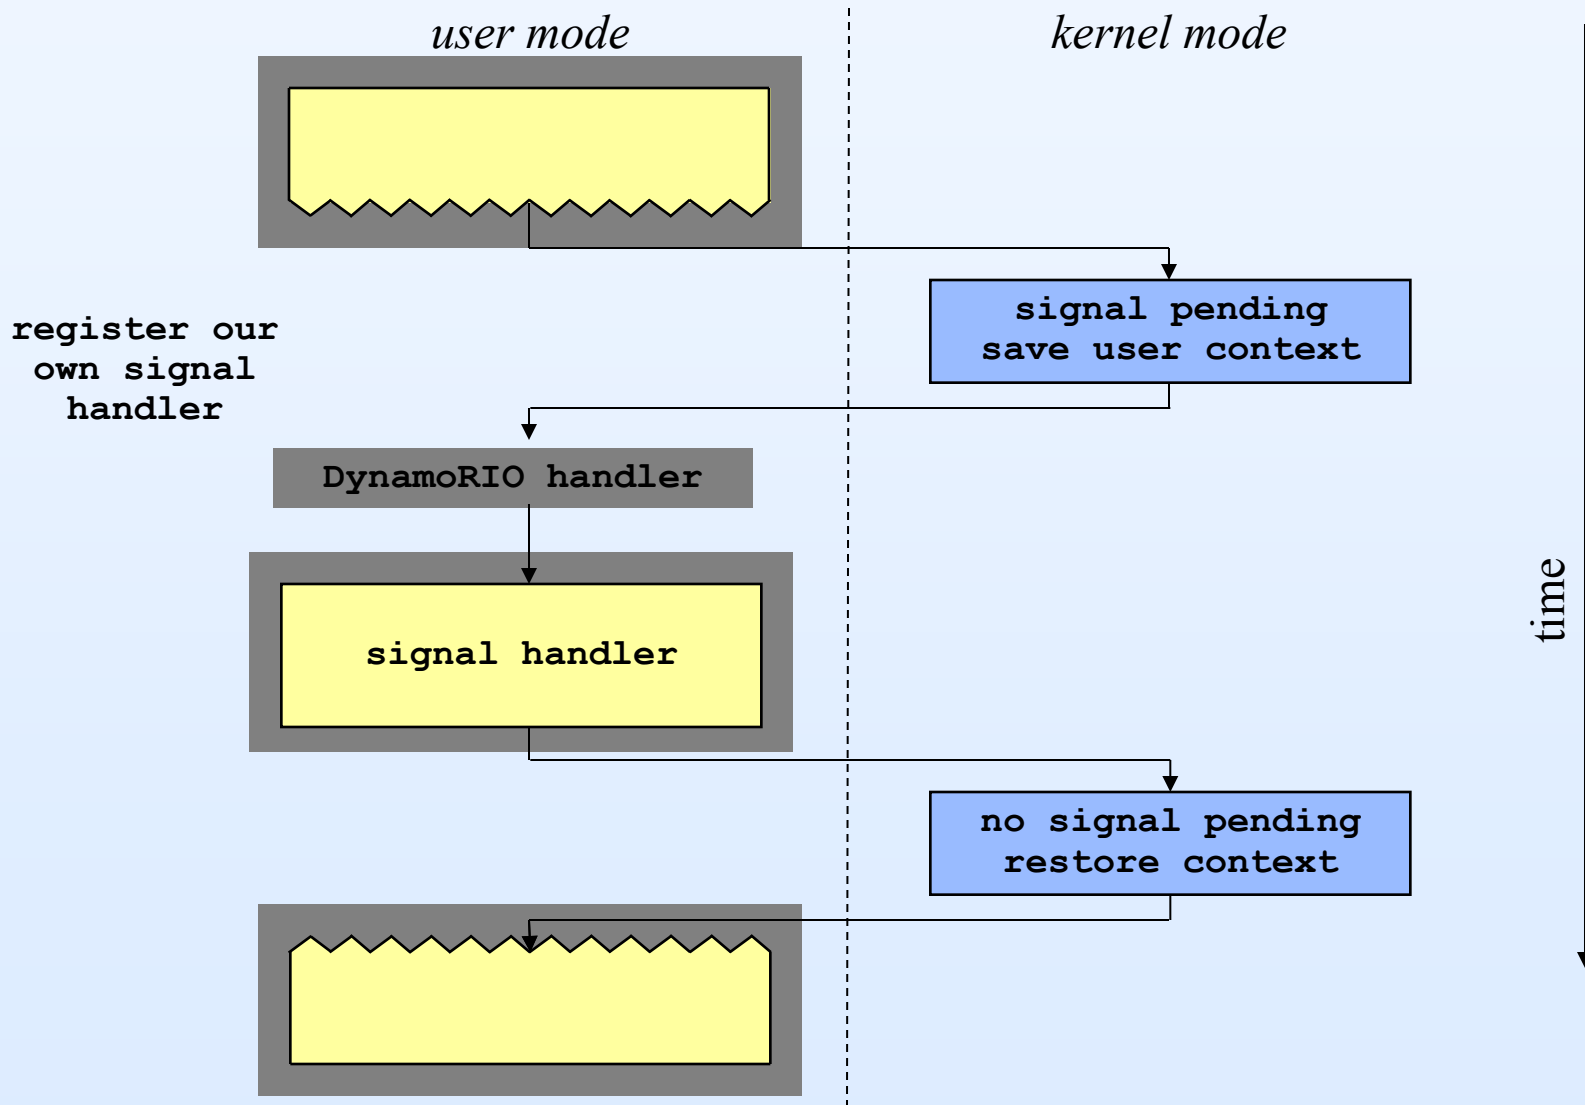 user mode
kernel mode
signal pending
save user context
register our
own signal
handler
DynamoRIO handler
signal handler
time
no signal pending
restore context